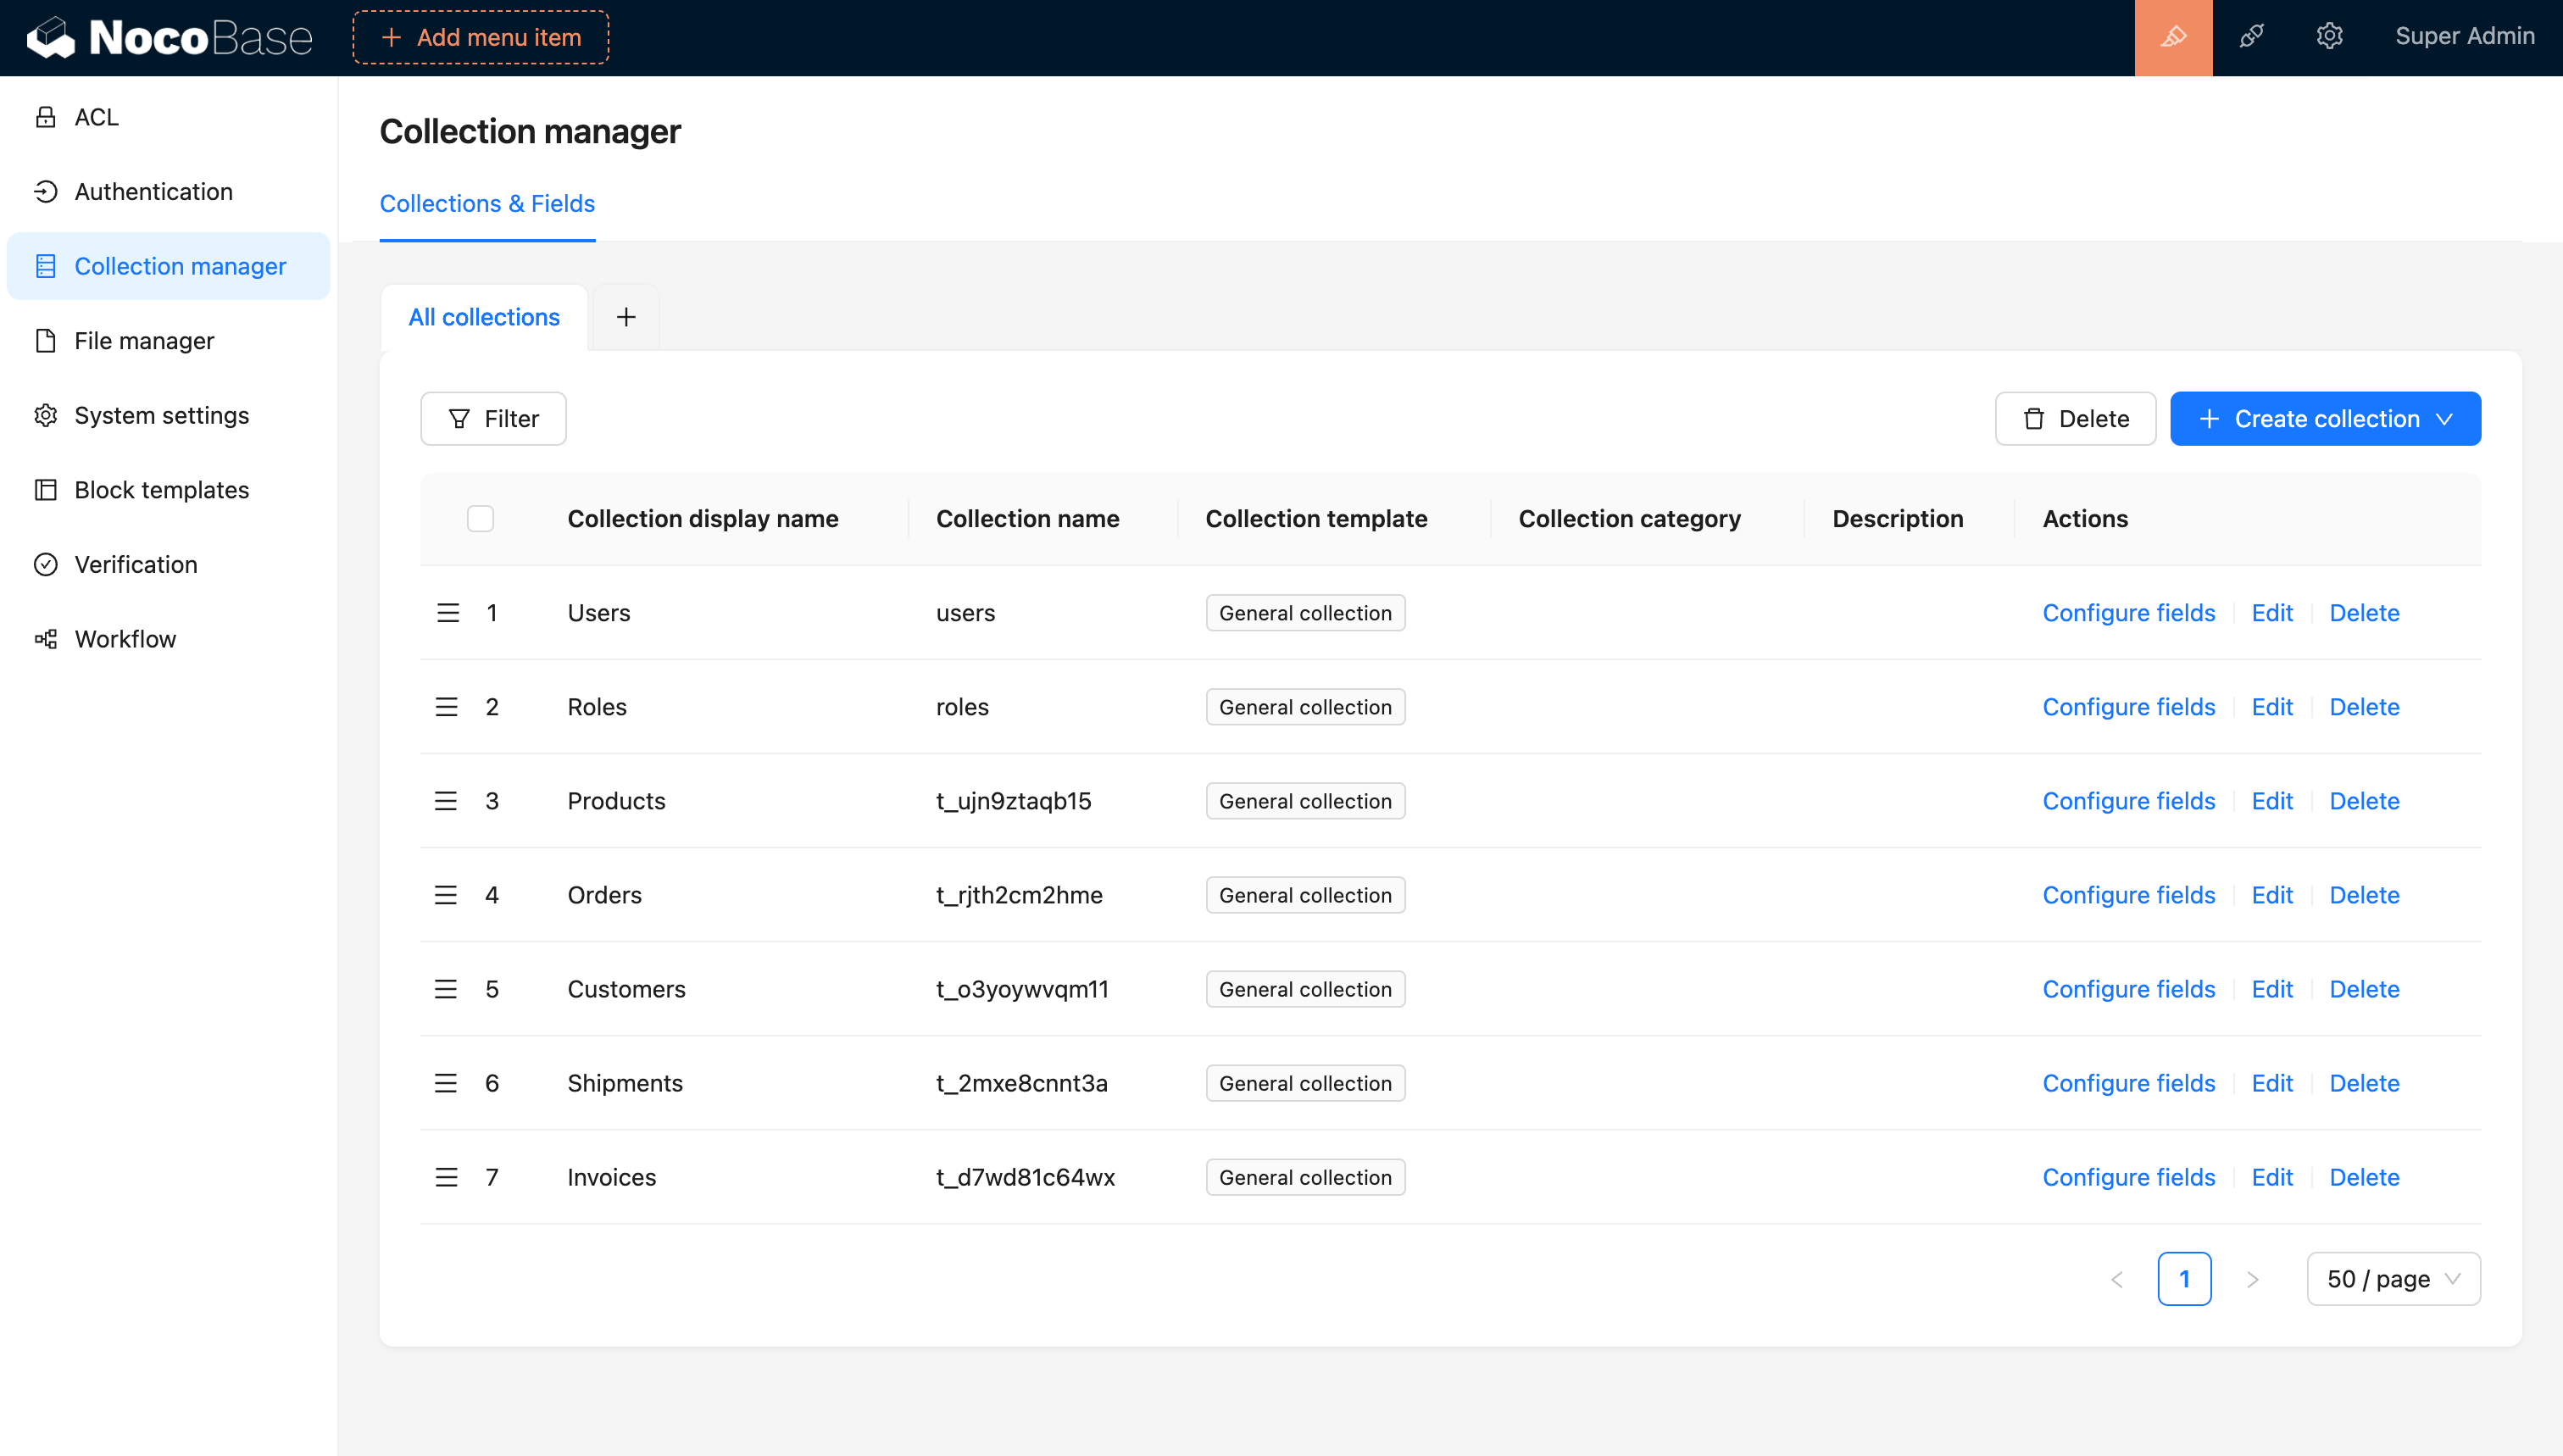 NocoBase
Add menu item
Super Admin
ACL
Authentication
Collection manager
File manager
System settings
Block templates
Verification
Workflow
Collection manager
Collections & Fields
All collections
Filter
Delete
Create collection
Collection display name Collection name Collection template Collection category Description Actions
1 Users users General collection Configure fields Edit Delete
2 Roles roles General collection Configure fields Edit Delete
3 Products t_ujn9ztaqb15 General collection Configure fields Edit Delete
4 Orders t_rjth2cm2hme General collection Configure fields Edit Delete
5 Customers t_o3yoywvqm11 General collection Configure fields Edit Delete
6 Shipments t_2mxe8cnnt3a General collection Configure fields Edit Delete
7 Invoices t_d7wd81c64wx General collection Configure fields Edit Delete
1
50 / page